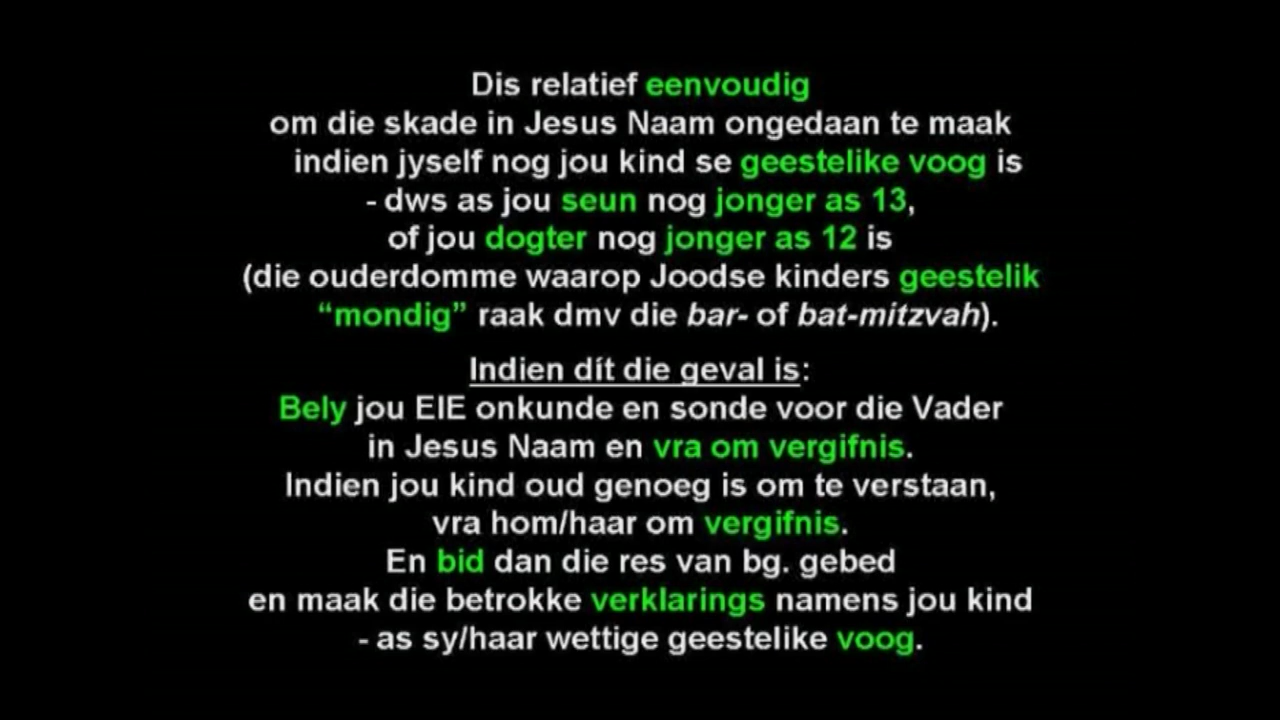 Dis relatief eenvoudig
om die skade in Jesus Naam ongedaan te maak
indien jyself nog jou kind se geestelike voog is
- dws as jou seun nog jonger as 13,
of jou dogter nog jonger as 12 is
(die ouderdomme waarop Joodse kinders geestelik
“mondig” raak dmv die bar- of bat-mitzvah).
Indien dít die geval is:
Bely jou EIE onkunde en sonde voor die Vader
in Jesus Naam en vra om vergifnis.
Indien jou kind oud genoeg is om te verstaan,
vra hom/haar om vergifnis.
En bid dan die res van bg. gebed
en maak die betrokke verklarings namens jou kind
- as sy/haar wettige geestelike voog.